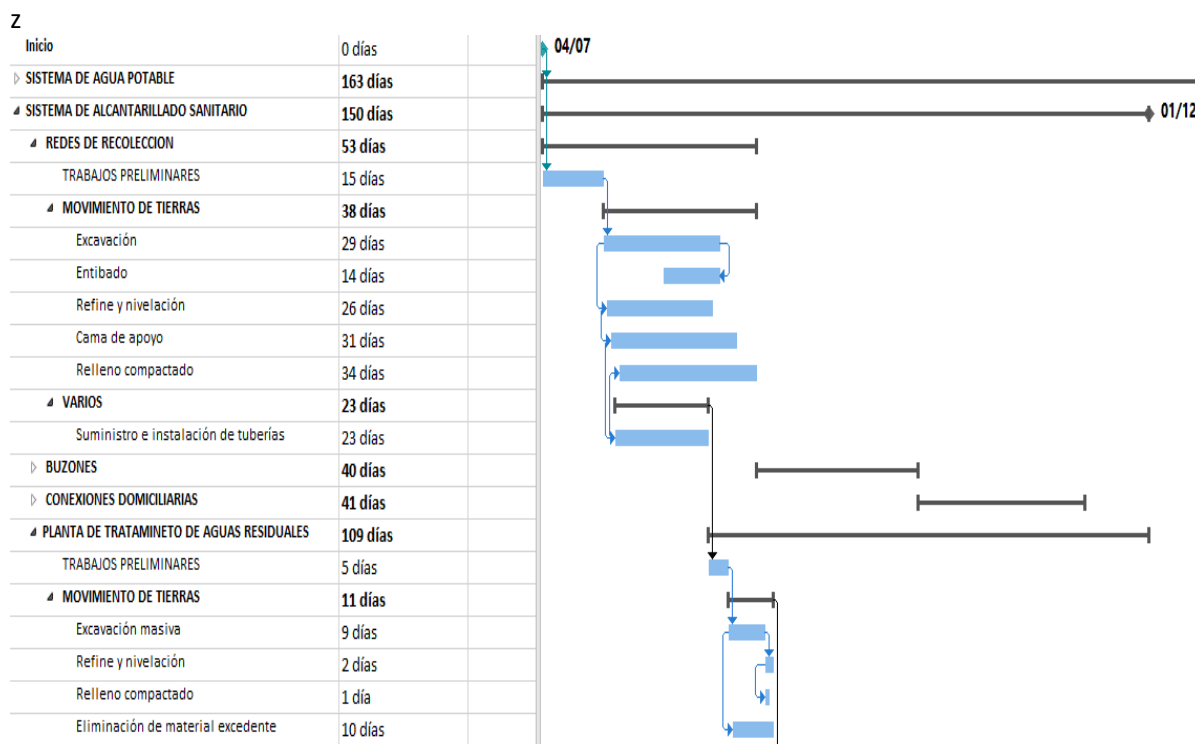 Z
Inicio 0 días 04/07
SISTEMA DE AGUA POTABLE 163 días
SISTEMA DE ALCANTARILLADO SANITARIO 150 días 01/12
REDES DE RECOLECCION 53 días
TRABAJOS PRELIMINARES 15 días
MOVIMIENTO DE TIERRAS 38 días
Excavación 29 días
Entibado 14 días
Refine y nivelación 26 días
Cama de apoyo 31 días
Relleno compactado 34 días
VARIOS 23 días
Suministro e instalación de tuberías 23 días
BUZONES 40 días
CONEXIONES DOMICILIARIAS 41 días
PLANTA DE TRATAMINETO DE AGUAS RESIDUALES 109 días
TRABAJOS PRELIMINARES 5 días
MOVIMIENTO DE TIERRAS 11 días
Excavación masiva 9 días
Refine y nivelación 2 días
Relleno compactado 1 día
Eliminación de material excedente 10 días